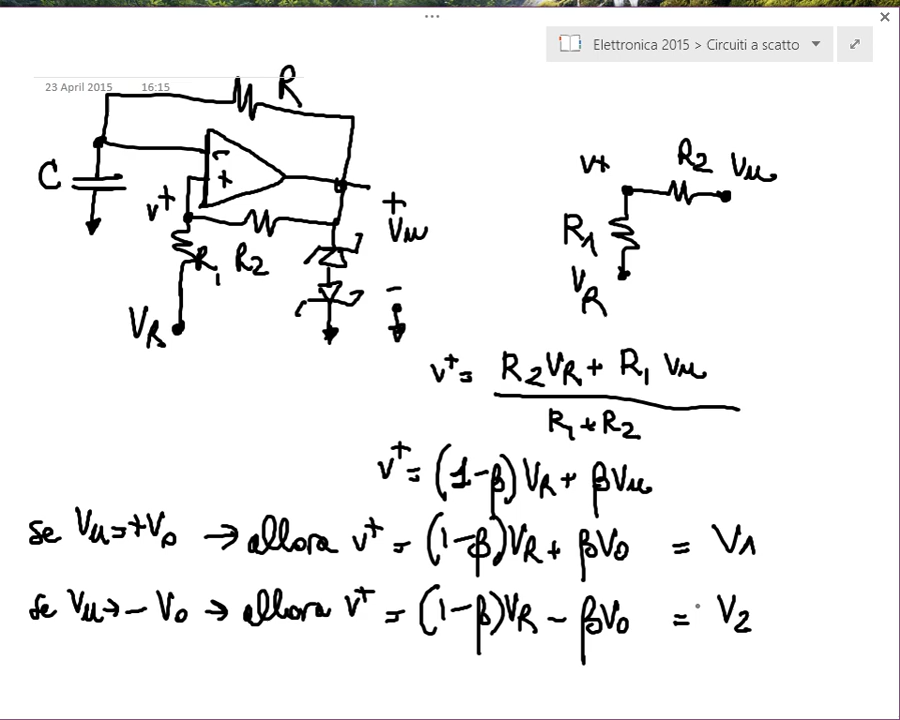 Elettronica 2015 > Circuiti a scatto
23 April 2015 16:15
R
C
-
+
v+
R1 R2
VR
+
Vu
-
v+
R2 Vu
R1
VR
v+ = R2VR + R1 Vu
R1 + R2
v+ = (1-β)VR + βVu
se Vu=+V0 → allora v+ = (1-β)VR + βV0 = V1
se Vu→-V0 → allora v+ = (1-β)VR - βV0 = V2